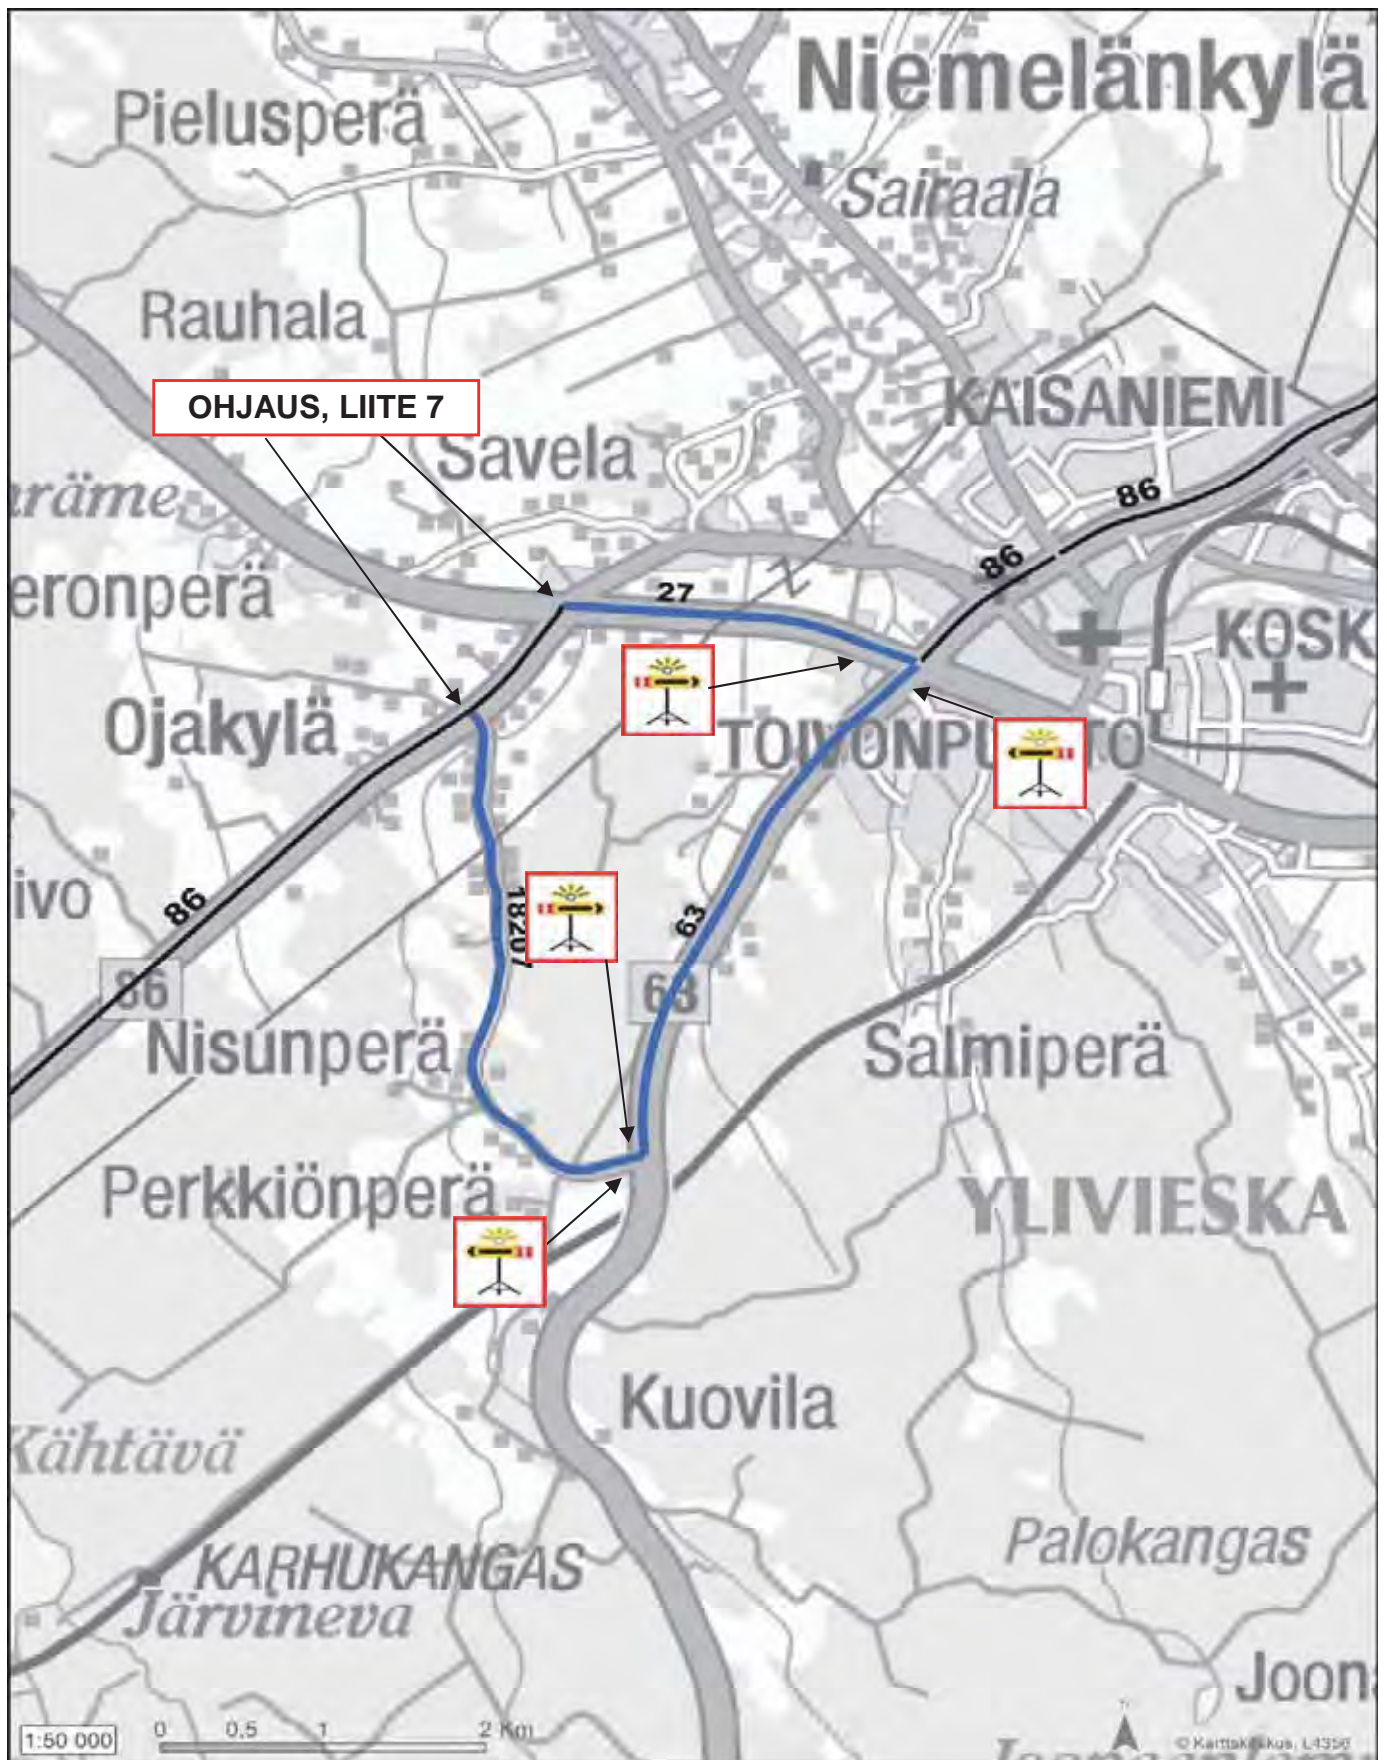 Niemelänkylä
Pielusperä
Sairaala
Rauhala
OHJAUS, LIITE 7
KAISANIEMI
Savela
räme
86
86
eronperä
27
KOSK
Ojakylä
TOIVONPU TO
ivo
86
18207
63
86
63
Nisunperä
Salmiperä
Perkkiönperä
YLIVIESKA
Kuovila
Kähtävä
Palokangas
KARHUKANGAS
Järvineva
Joon
1:50 000
0 0,5 1 2 Km